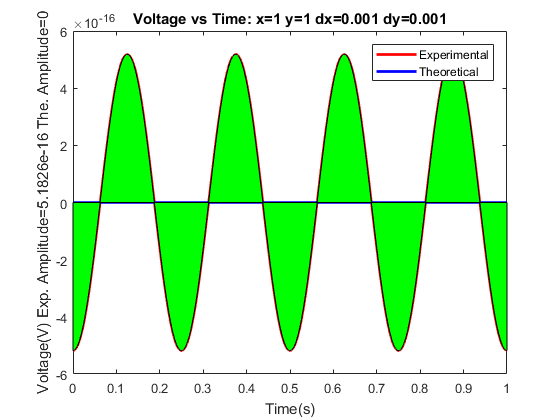 Voltage vs Time: x=1 y=1 dx=0.001 dy=0.001
×10-16
Voltage(V) Exp. Amplitude=5.1826e-16 The. Amplitude=0
6
4
2
0
-2
-4
-6
Experimental
Theoretical
0 0.1 0.2 0.3 0.4 0.5 0.6 0.7 0.8 0.9 1
Time(s)